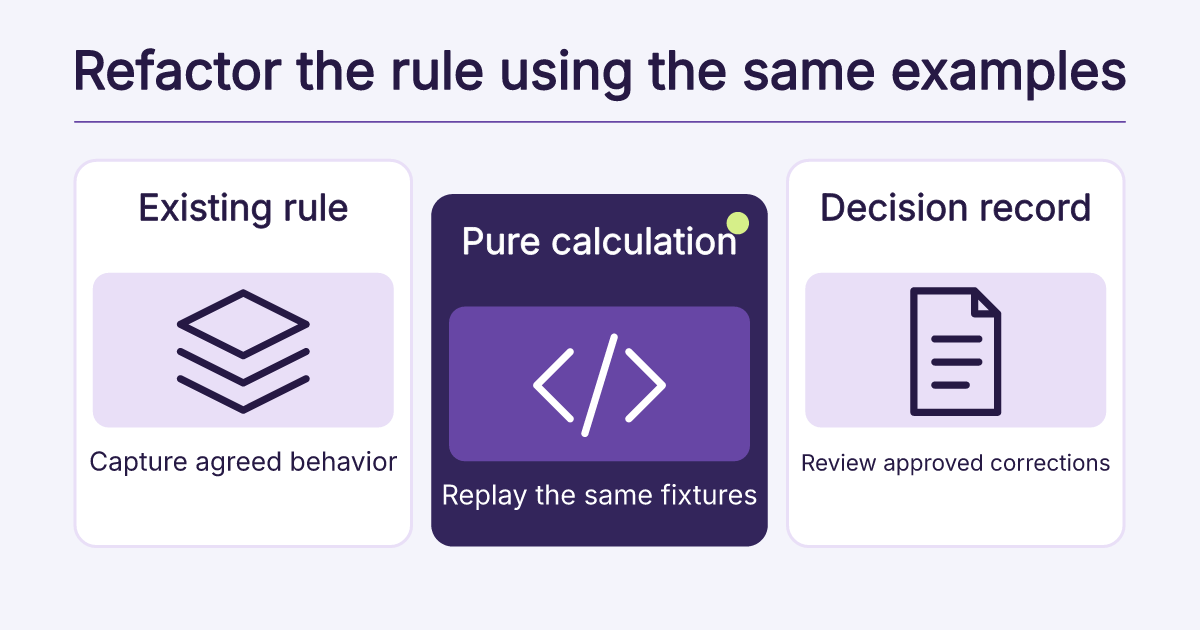 Refactor the rule using the same examples
Existing rule
Capture agreed behavior
Pure calculation
Replay the same fixtures
Decision record
Review approved corrections